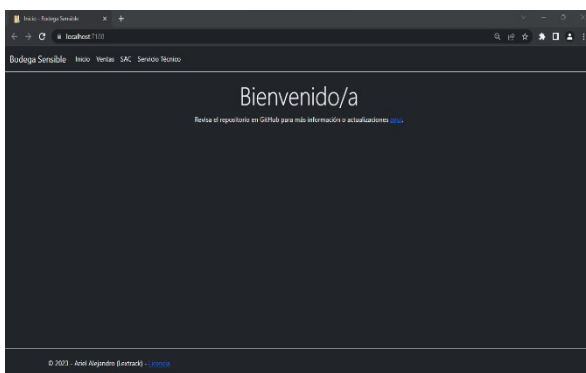 Inicio - Bodega Sensible
localhost:7100
Bodega Sensible Inicio Ventas SAC Servicio Técnico
Bienvenido/a
Revisa el repositorio en GitHub para más información o actualizaciones aquí.
© 2023 - Ariel Alejandro (Lextrack) - Licencia